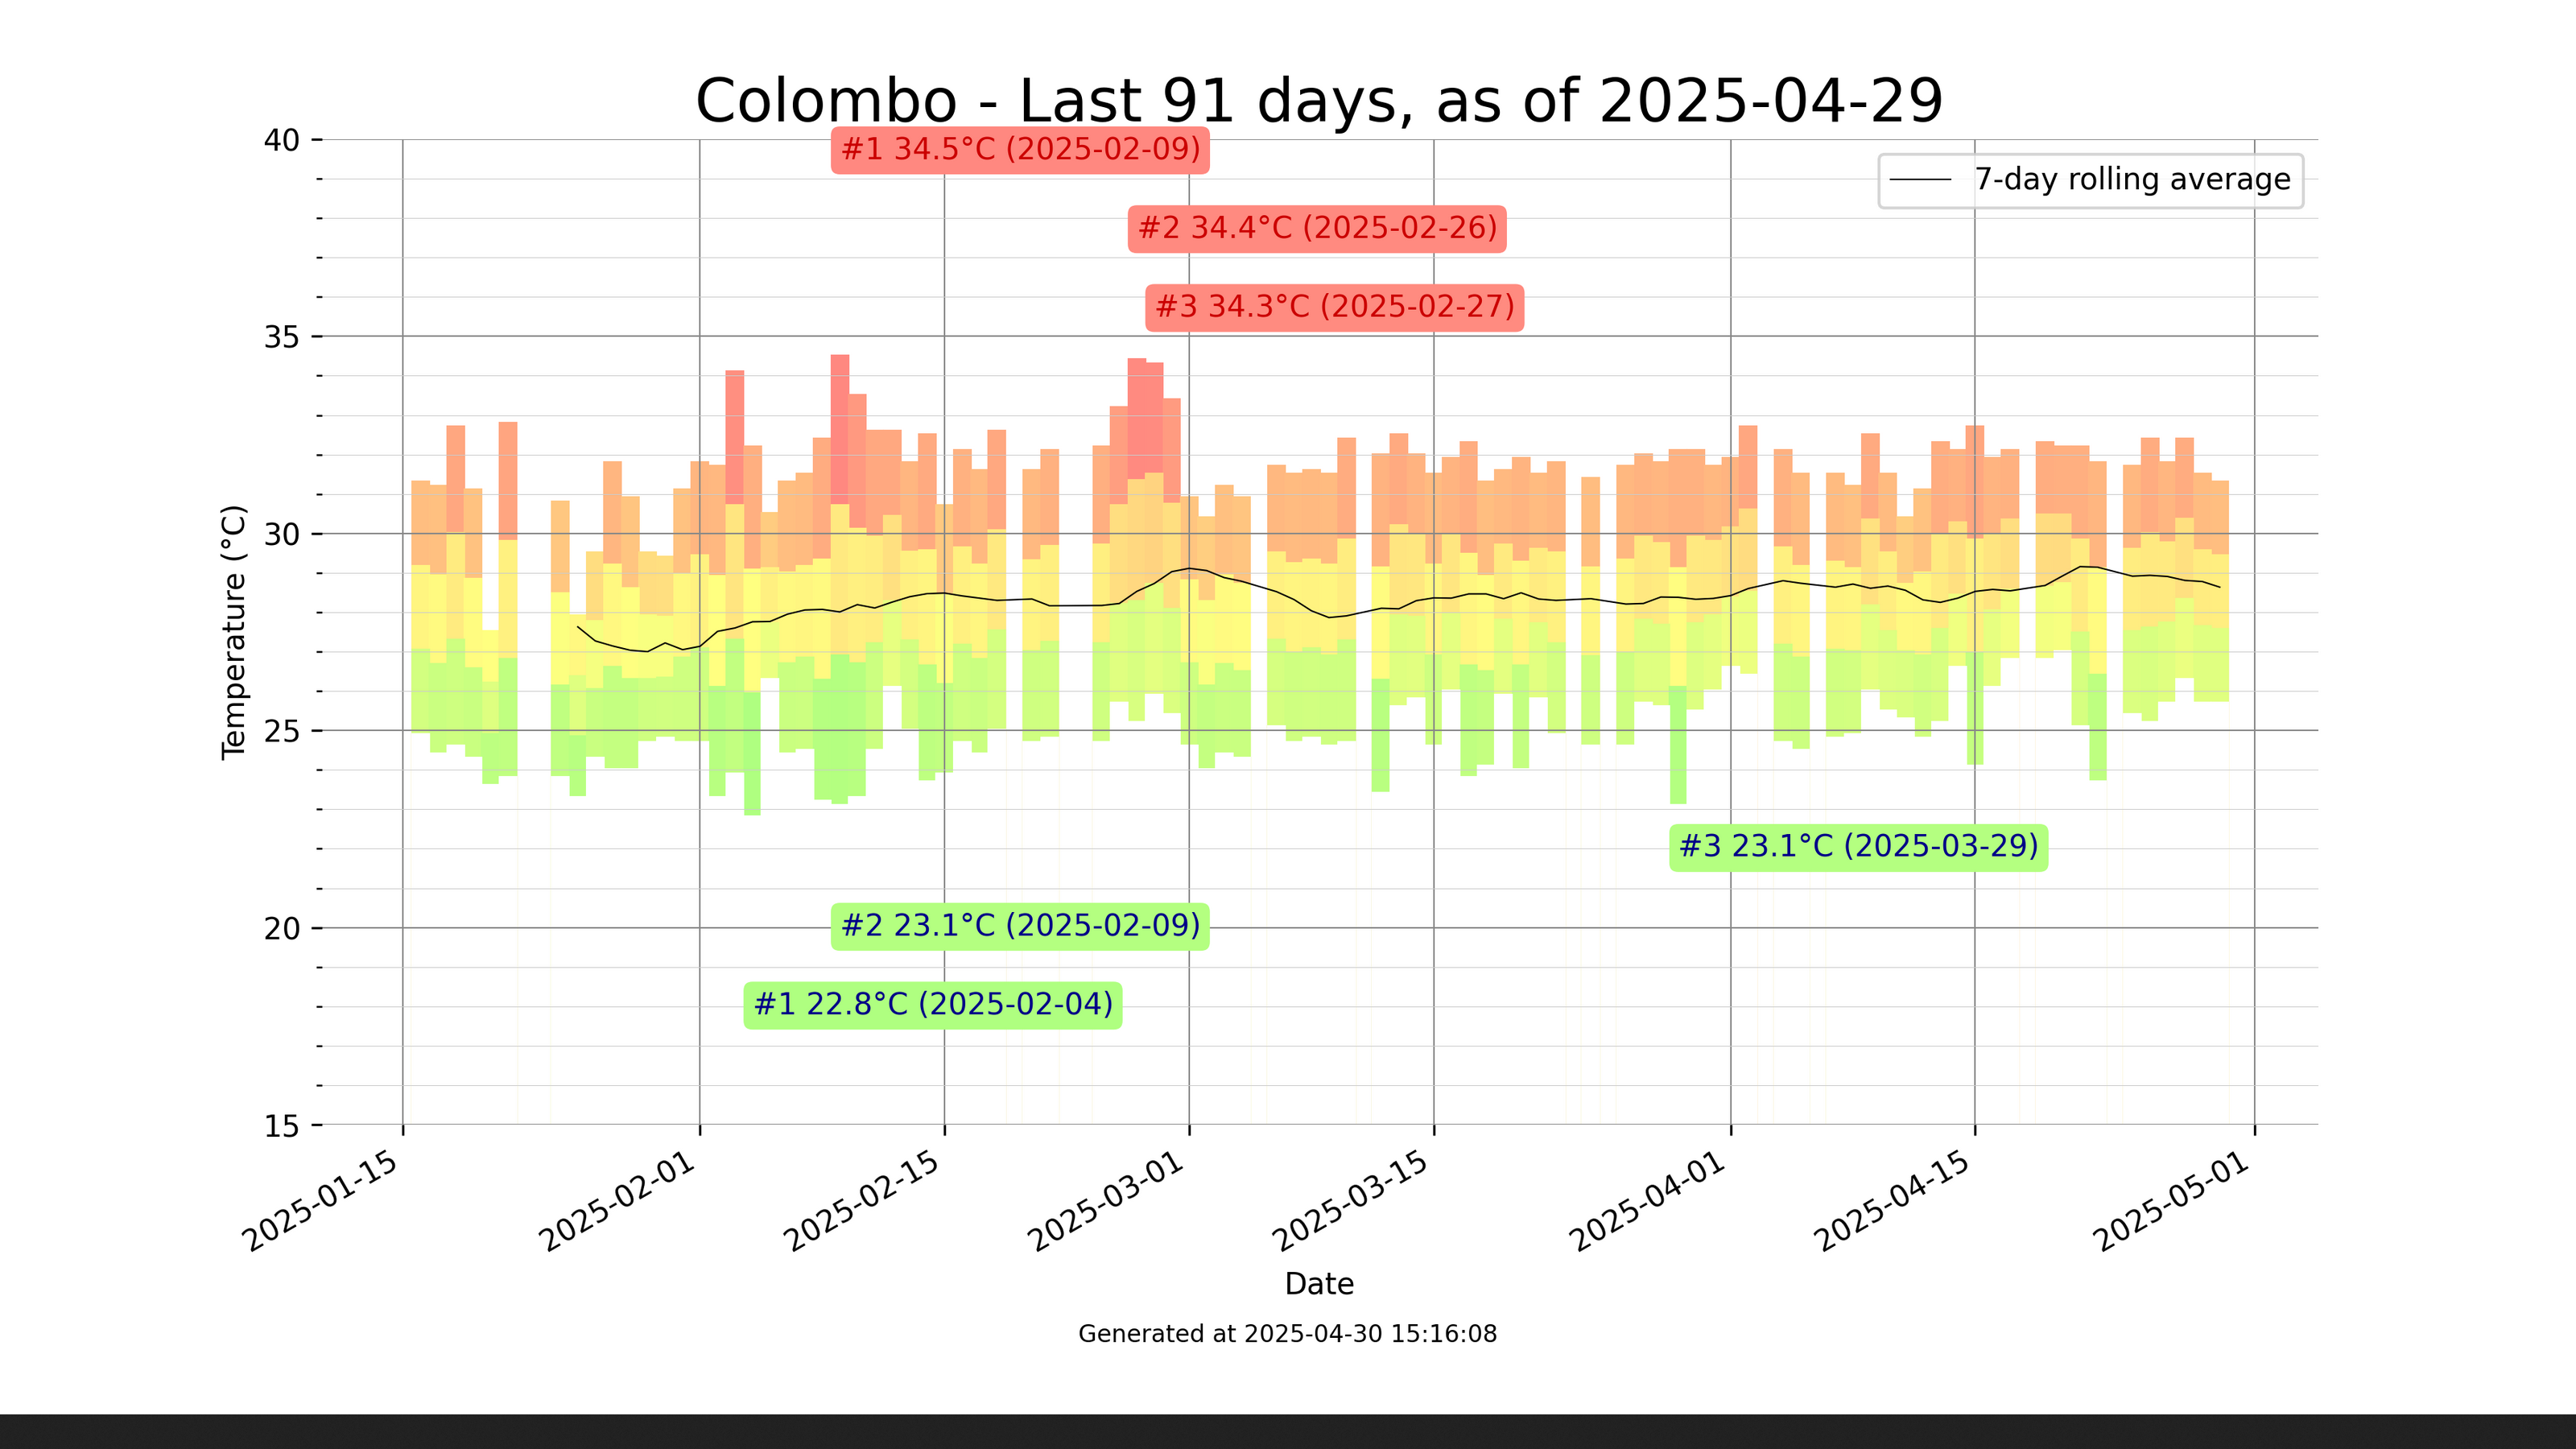 Colombo - Last 91 days, as of 2025-04-29
#1 34.5°C (2025-02-09)
#2 34.4°C (2025-02-26)
#3 34.3°C (2025-02-27)
7-day rolling average
Temperature (°C)
40
35
30
25
20
15
#3 23.1°C (2025-03-29)
#2 23.1°C (2025-02-09)
#1 22.8°C (2025-02-04)
2025-01-15
2025-02-01
2025-02-15
2025-03-01
2025-03-15
2025-04-01
2025-04-15
2025-05-01
Date
Generated at 2025-04-30 15:16:08